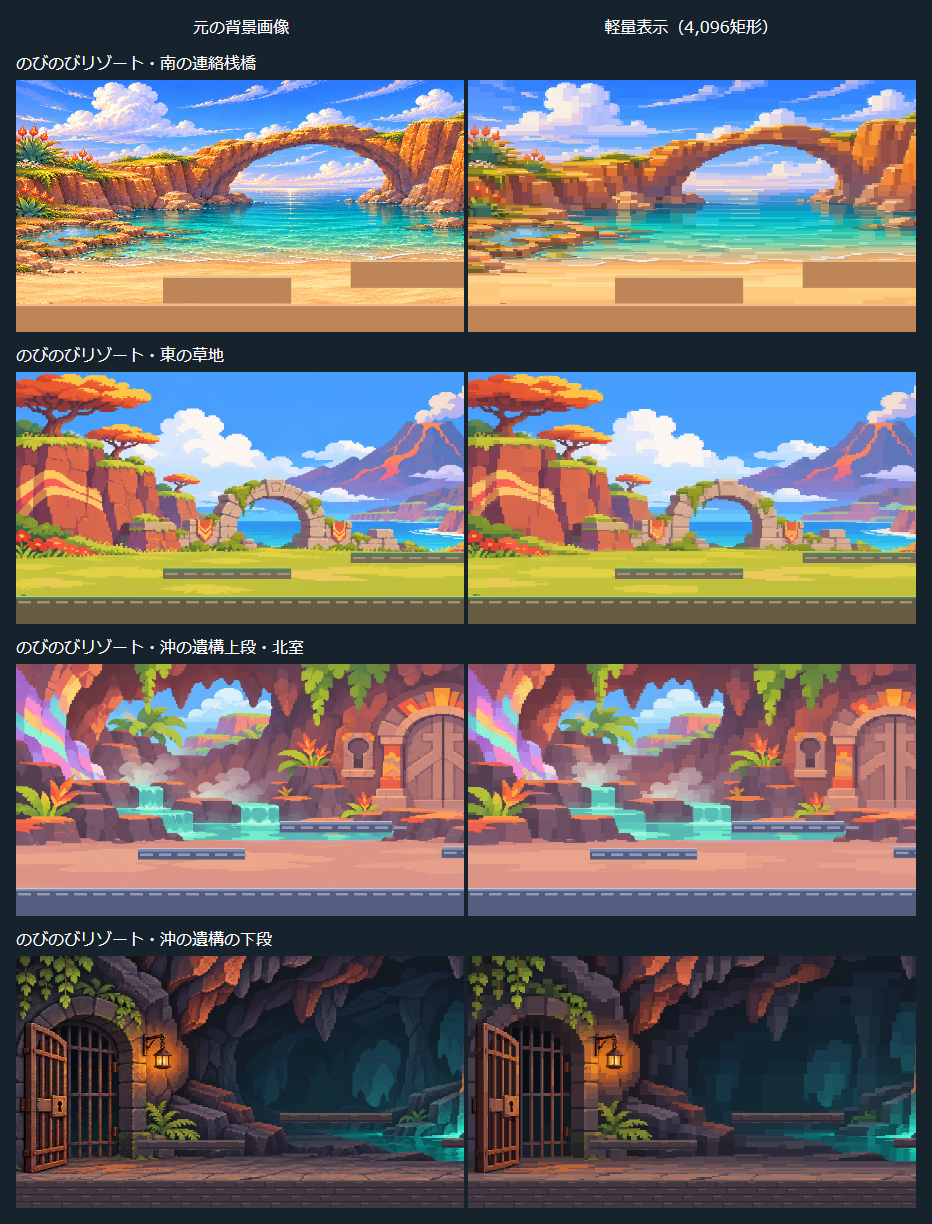 元の背景画像
軽量表示（4,096矩形）
のびのびリゾート・南の連絡桟橋
のびのびリゾート・東の草地
のびのびリゾート・沖の遺構上段・北室
のびのびリゾート・沖の遺構の下段